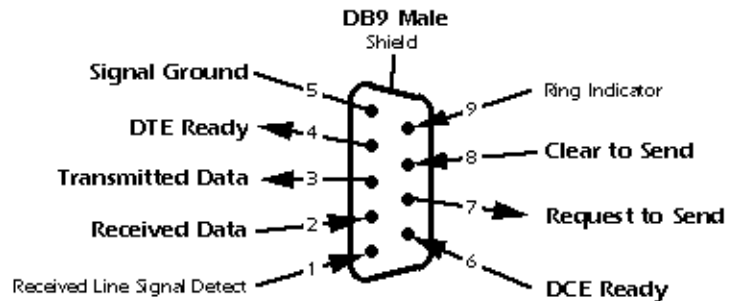 DB9 Male
Shield
Signal Ground
5
9
Ring Indicator
DTE Ready
4
8
Clear to Send
Transmitted Data
3
7
Request to Send
Received Data
2
6
DCE Ready
Received Line Signal Detect
1